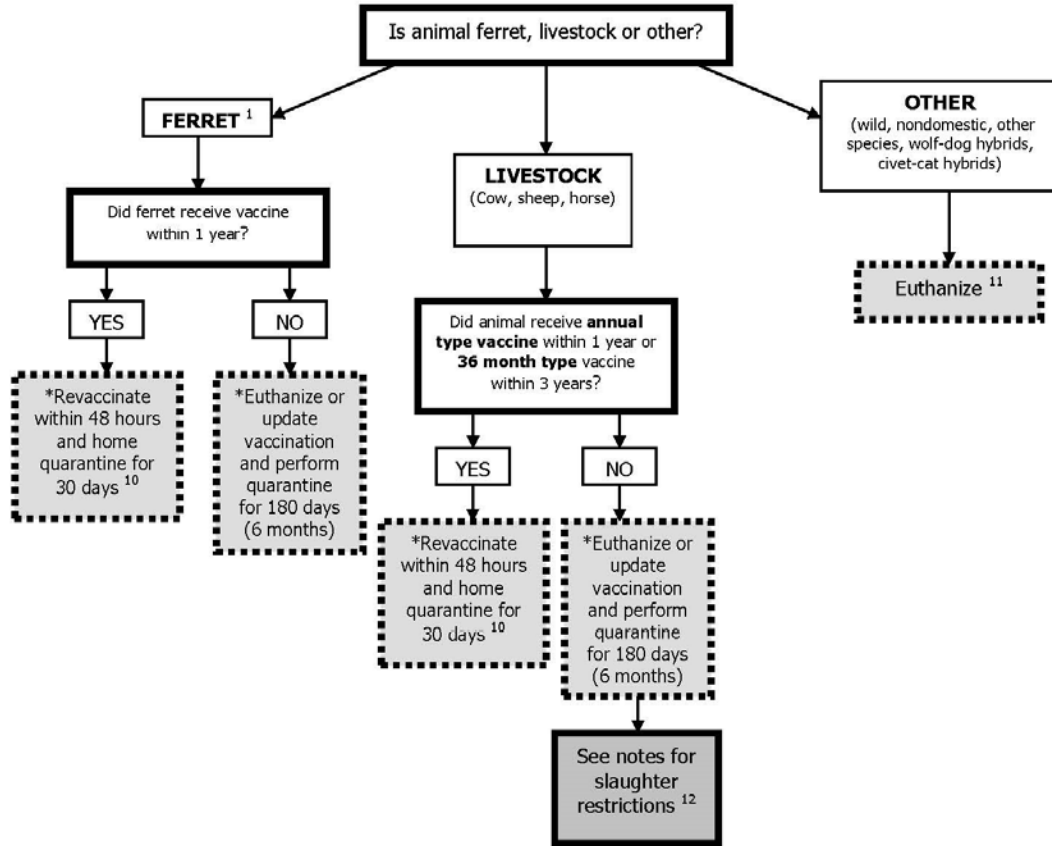 Is animal ferret, livestock or other?
FERRET 1
Did ferret receive vaccine
within 1 year?
YES
*Revaccinate
within 48 hours
and home
quarantine for
30 days 10
NO
*Euthanize or
update
vaccination
and perform
quarantine
for 180 days
(6 months)
LIVESTOCK
(Cow, sheep, horse)
Did animal receive annual
type vaccine within 1 year or
36 month type vaccine
within 3 years?
YES
*Revaccinate
within 48 hours
and home
quarantine for
30 days 10
NO
*Euthanize or
update
vaccination
and perform
quarantine
for 180 days
(6 months)
See notes for
slaughter
restrictions 12
OTHER
(wild, nondomestic, other
species, wolf-dog hybrids,
civet-cat hybrids)
Euthanize 11